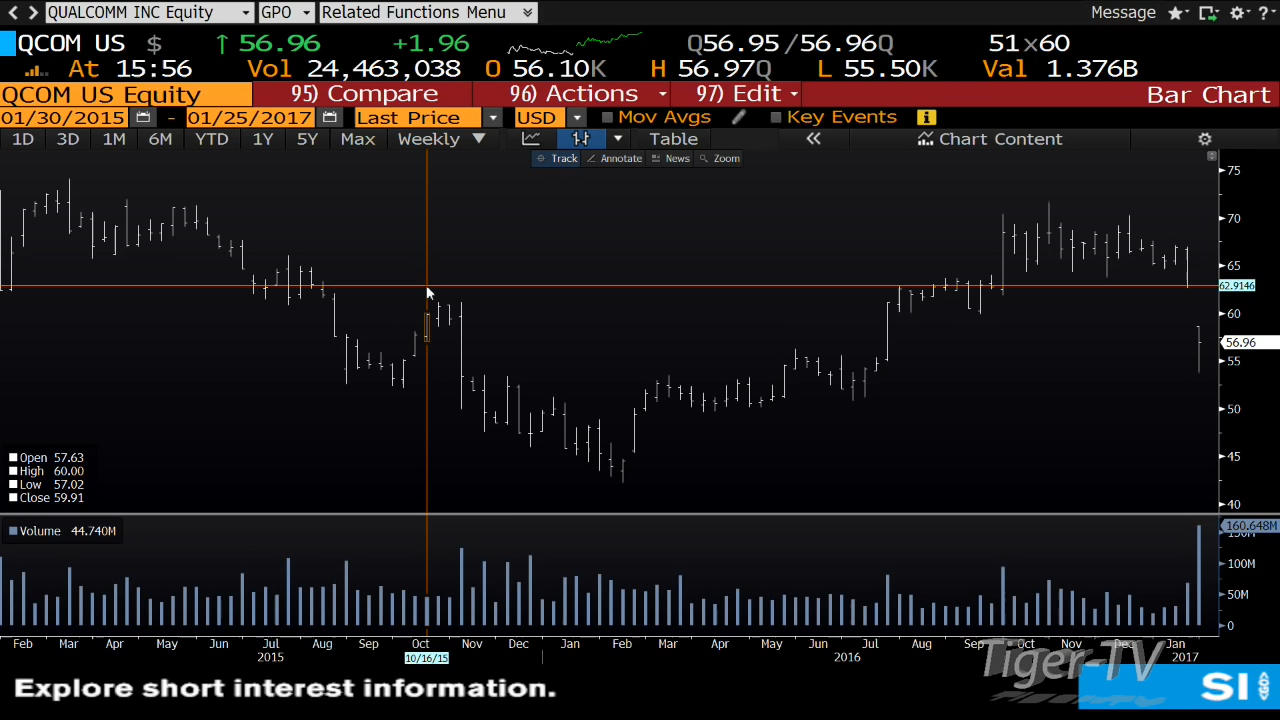 QUALCOMM INC Equity GPO Related Functions Menu Message ?
QCOM US $ ↑ 56.96 +1.96 Q56.95/56.96Q 51×60
At 15:56 Vol 24,463,038 O 56.10K H 56.97Q L 55.50K Val 1.376B
QCOM US Equity 95) Compare 96) Actions 97) Edit Bar Chart
01/30/2015 - 01/25/2017 Last Price USD Mov Avgs Key Events i
1D 3D 1M 6M YTD 1Y 5Y Max Weekly Table « Chart Content
Track Annotate News Zoom
75
70
65
62.9146
60
56.96
55
50
45
40
Open 57.63
High 60.00
Low 57.02
Close 59.91
Volume 44.740M
160.648M
150M
100M
50M
0
Feb Mar Apr May Jun Jul Aug Sep Oct Nov Dec Jan Feb Mar Apr May Jun Jul Aug Sep Oct Nov Dec Jan
2015 10/16/15 2016 2017
Tiger-TV
Explore short interest information. SI GO